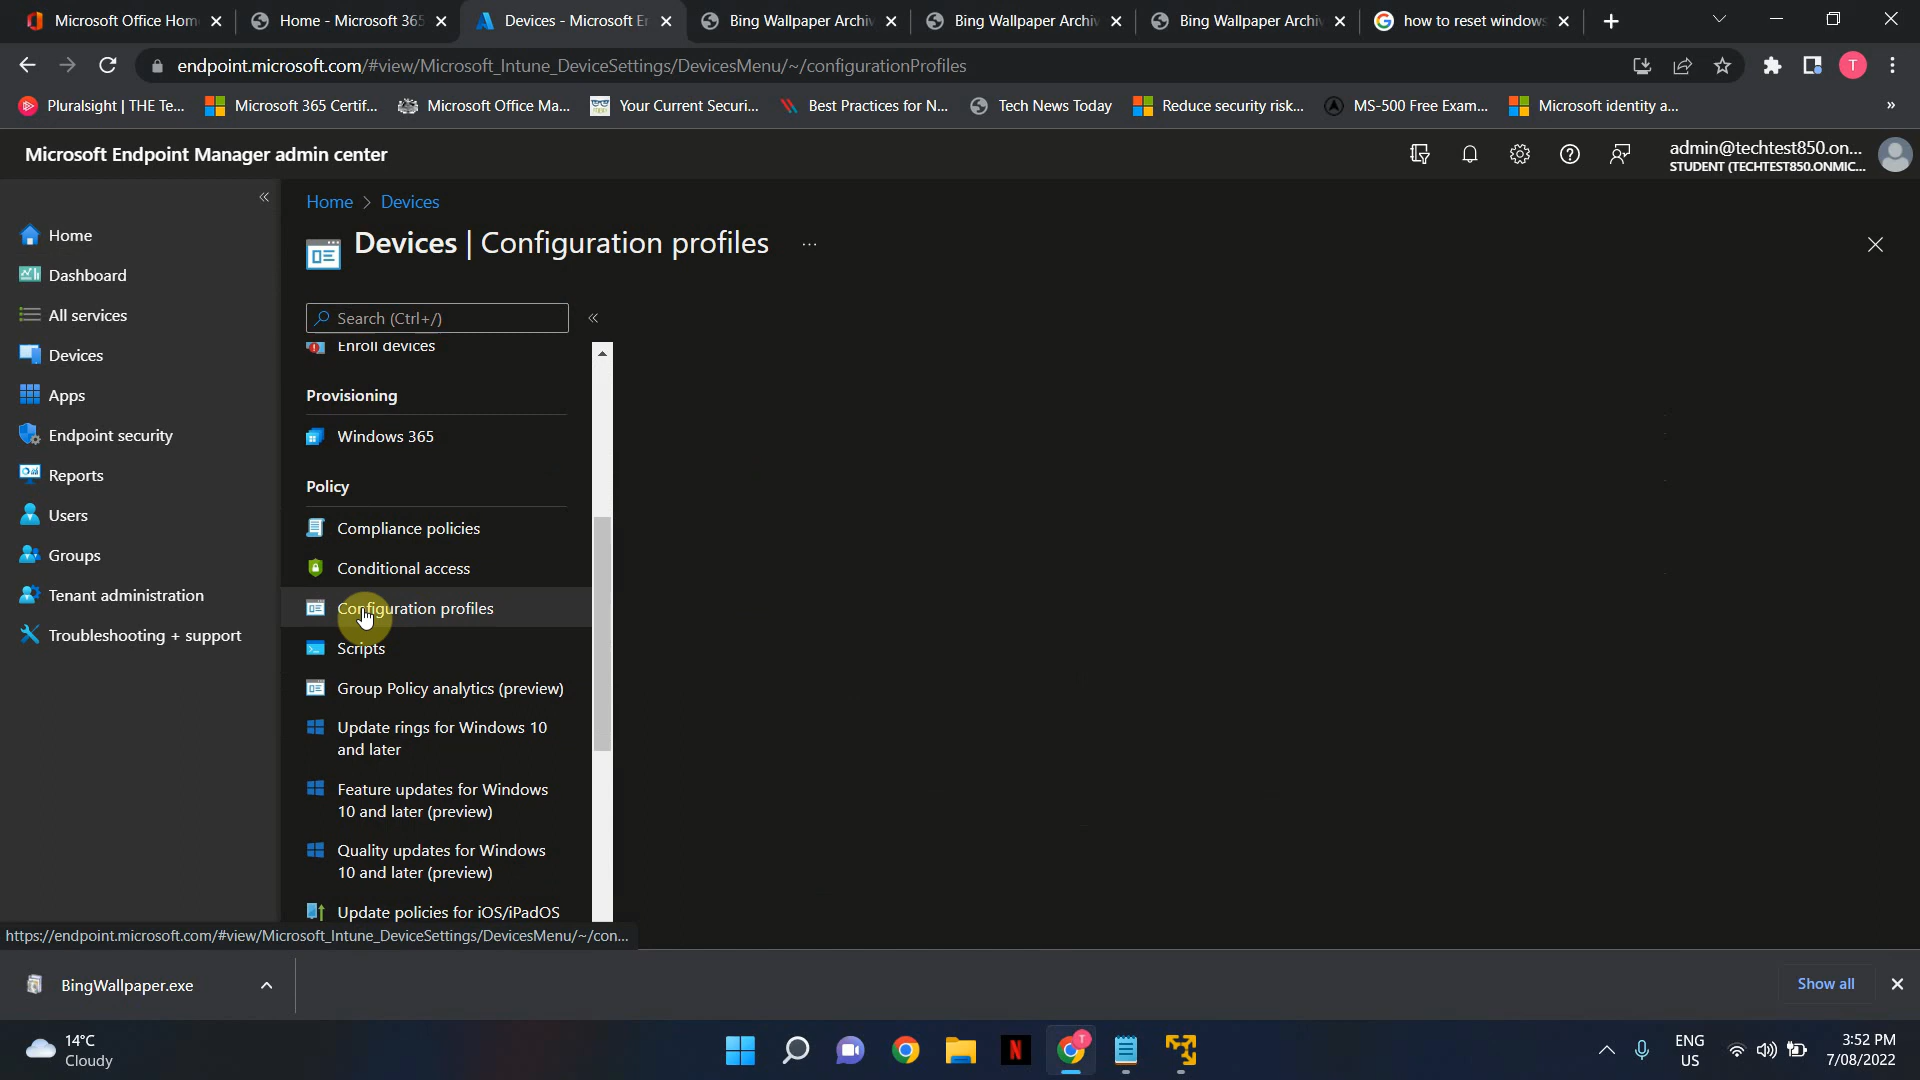 Microsoft Office Hom
Home - Microsoft 365
Devices - Microsoft E
Bing Wallpaper Archiv
Bing Wallpaper Archiv
Bing Wallpaper Archi
how to reset window
endpoint.microsoft.com/#view/Microsoft_Intune_DeviceSettings/DevicesMenu/~/configurationProfiles
T
Pluralsight | THE Te...
Microsoft 365 Certif...
Microsoft Office Ma...
Your Current Securi...
Best Practices for N...
Tech News Today
Reduce security risk...
MS-500 Free Exam...
Microsoft identity a...
»
Microsoft Endpoint Manager admin center
admin@techtest850.on...
STUDENT (TECHTEST850.ONMIC...
«
Home > Devices
Devices | Configuration profiles ...
Home
Dashboard
All services
Devices
Apps
Endpoint security
Reports
Users
Groups
Tenant administration
Troubleshooting + support
Search (Ctrl+/)
«
Enroll devices
Provisioning
Windows 365
Policy
Compliance policies
Conditional access
Configuration profiles
Scripts
Group Policy analytics (preview)
Update rings for Windows 10
and later
Feature updates for Windows
10 and later (preview)
Quality updates for Windows
10 and later (preview)
Update policies for iOS/iPadOS
https://endpoint.microsoft.com/#view/Microsoft_Intune_DeviceSettings/DevicesMenu/~/con...
BingWallpaper.exe
Show all
14°C
Cloudy
N
T
ENG
US
3:52 PM
7/08/2022